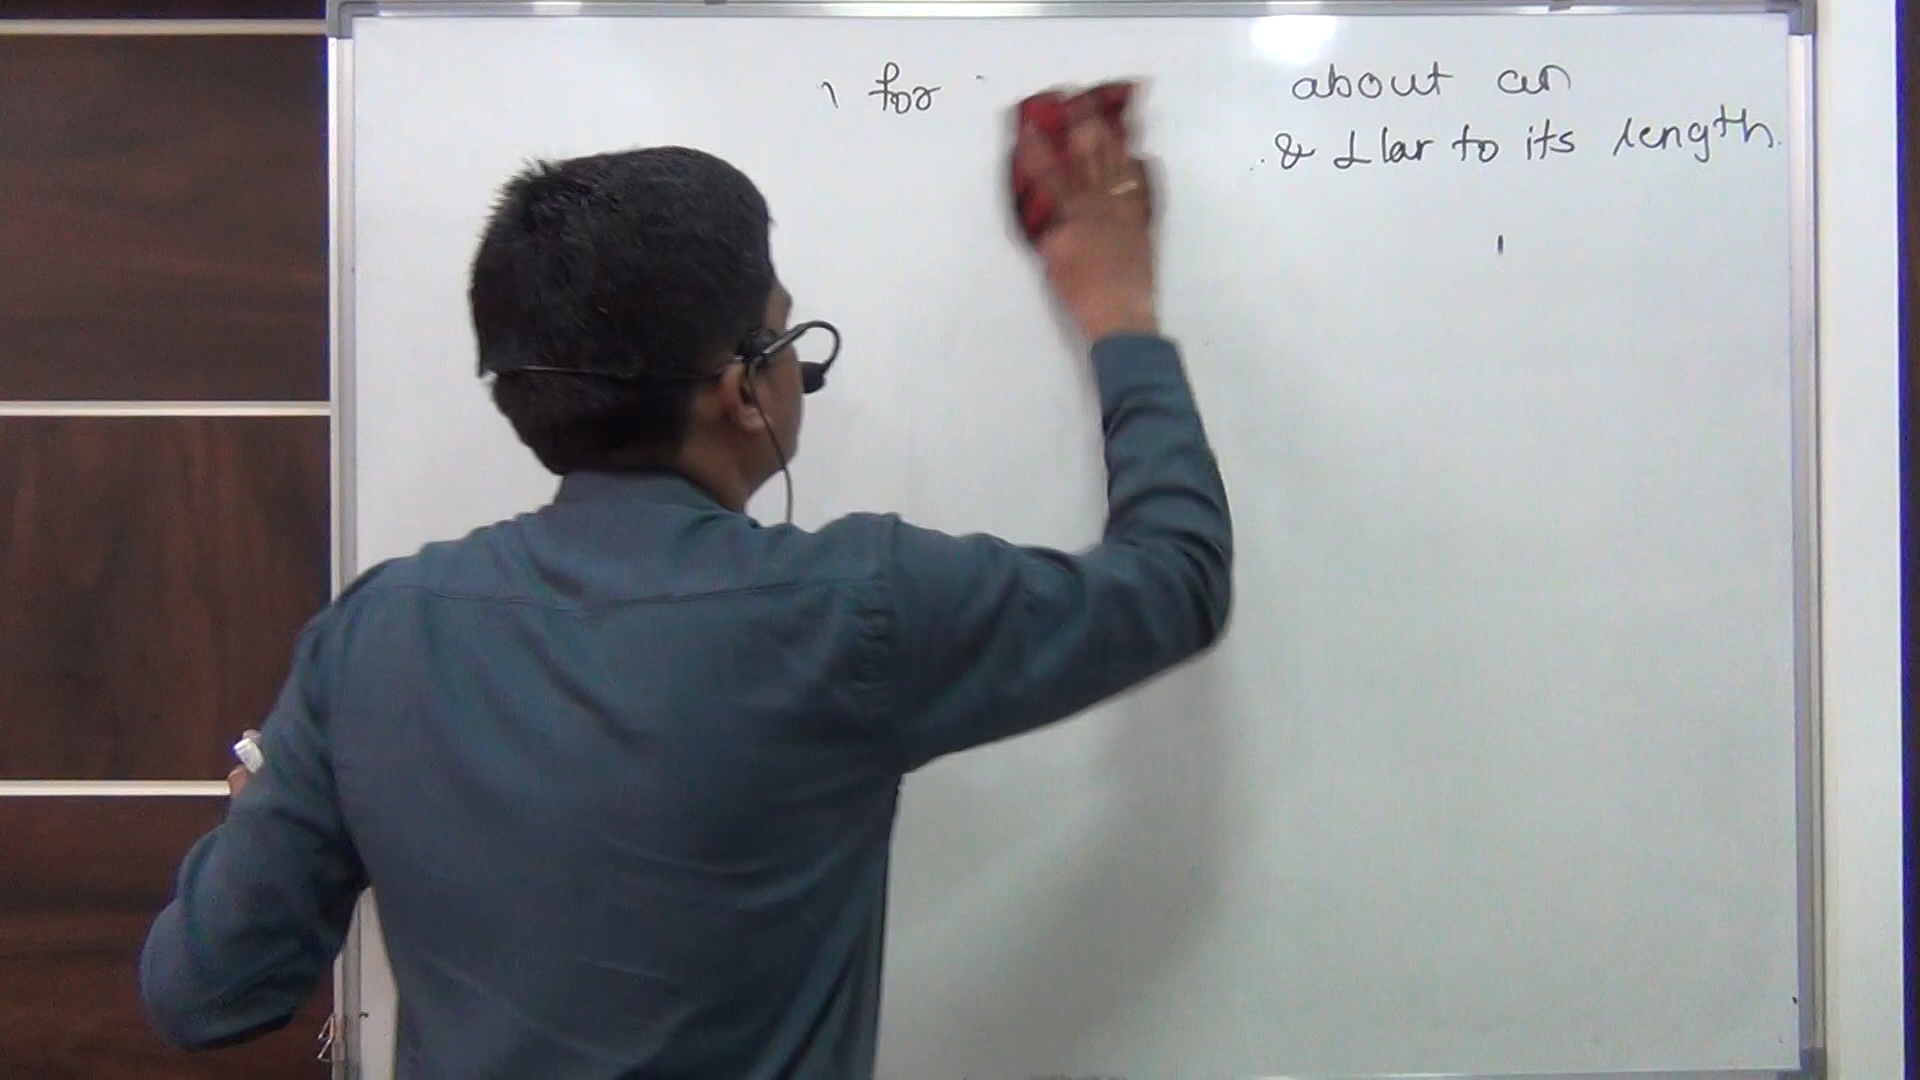 for about an
& ⊥lar to its length.